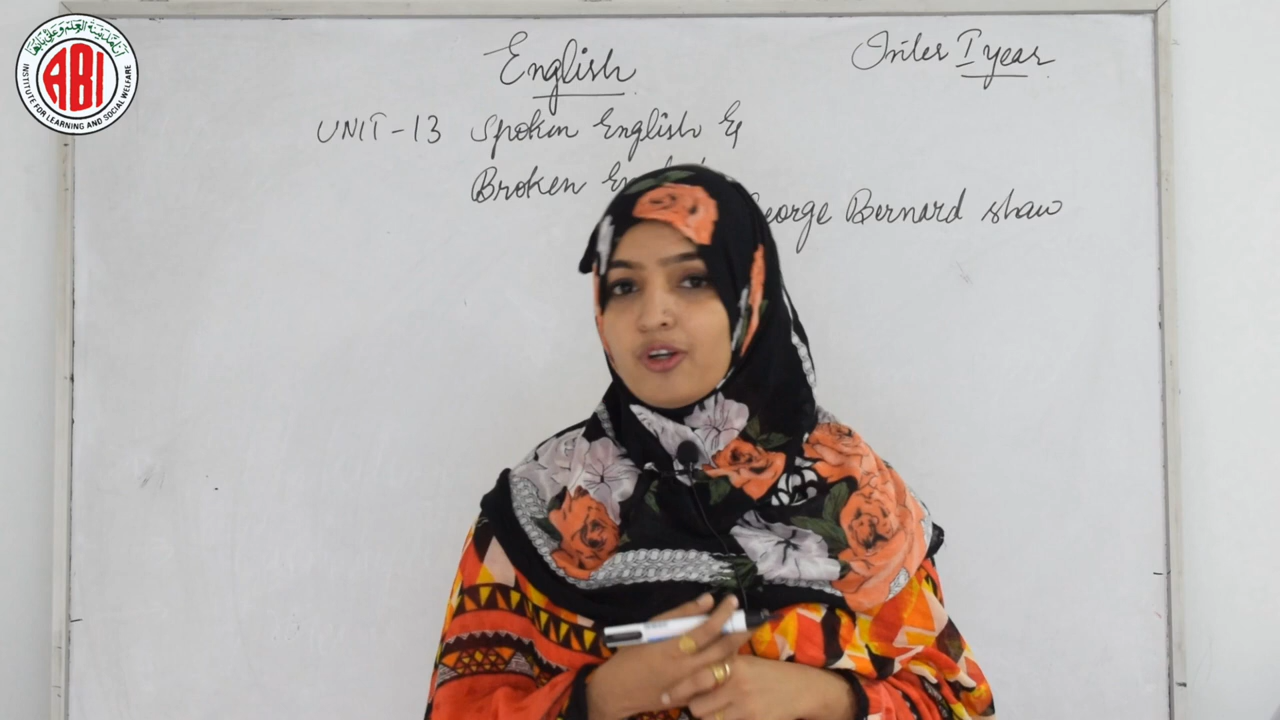 ABI
INSTITUTE FOR LEARNING AND SOCIAL WELFARE
English
Inter I year
UNIT-13 Spoken English &
Broken
George Bernard Shaw